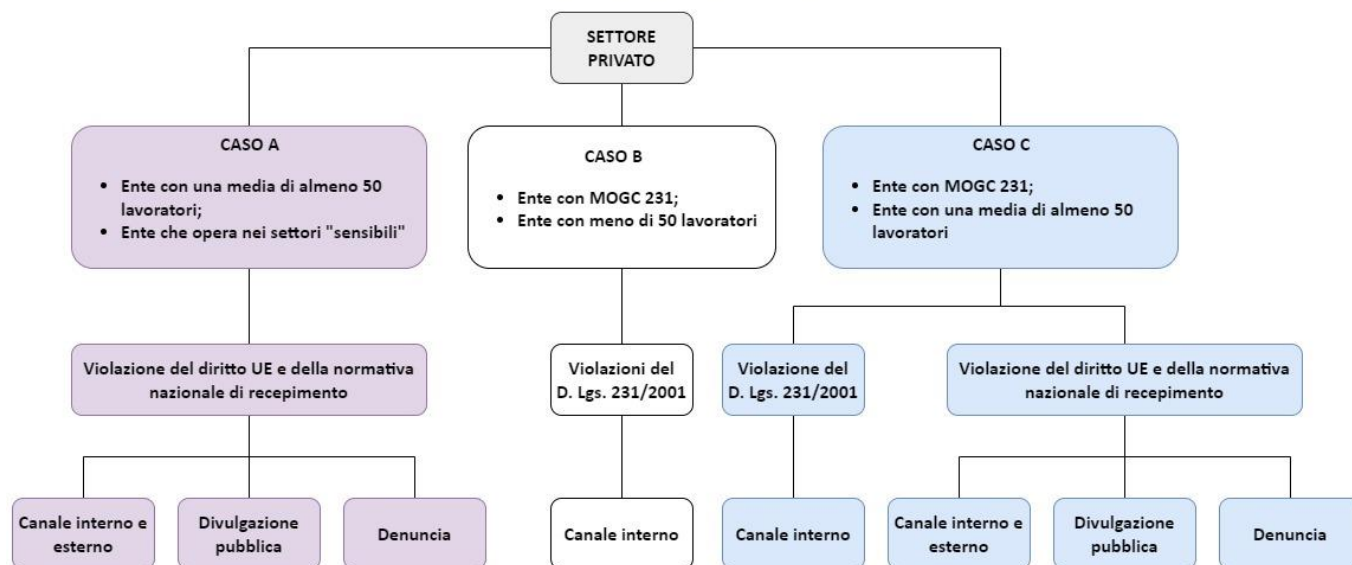 SETTORE
PRIVATO
CASO A
• Ente con una media di almeno 50
lavoratori;
• Ente che opera nei settori "sensibili"
CASO B
• Ente con MOGC 231;
• Ente con meno di 50 lavoratori
CASO C
• Ente con MOGC 231;
• Ente con una media di almeno 50
lavoratori
Violazione del diritto UE e della normativa
nazionale di recepimento
Violazioni del
D. Lgs. 231/2001
Violazione del
D. Lgs. 231/2001
Violazione del diritto UE e della normativa
nazionale di recepimento
Canale interno e
esterno
Divulgazione
pubblica
Denuncia
Canale interno
Canale interno
Canale interno e
esterno
Divulgazione
pubblica
Denuncia